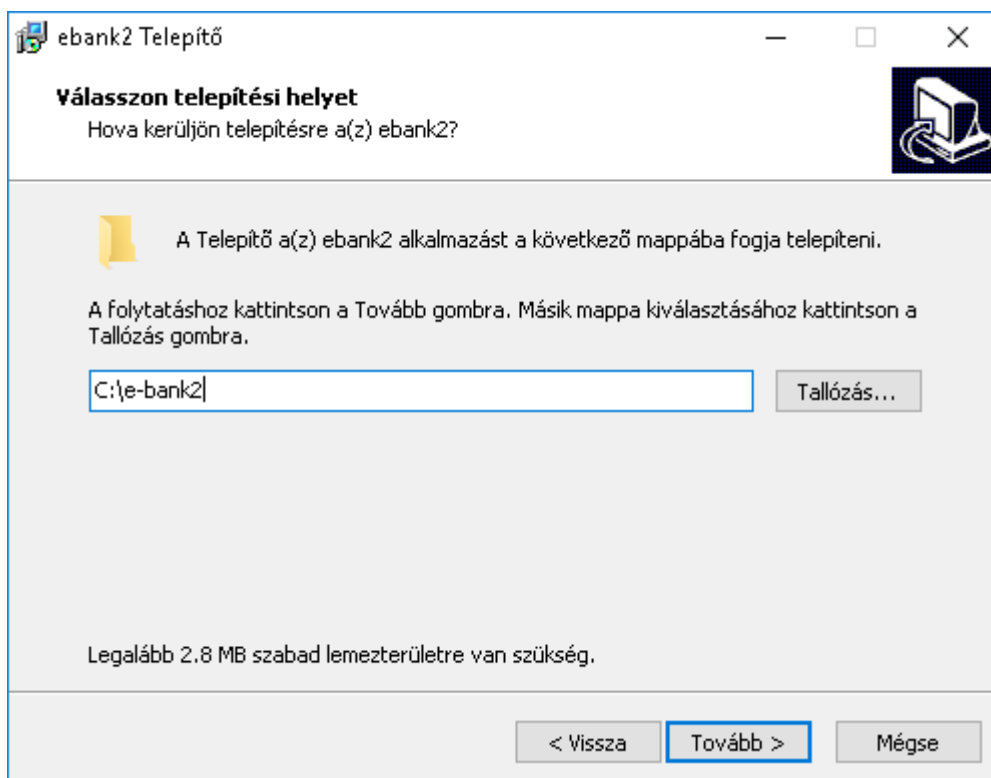 ebank2 Telepítő
Válasszon telepítési helyet
Hova kerüljön telepítésre a(z) ebank2?
A Telepítő a(z) ebank2 alkalmazást a következő mappába fogja telepíteni.
A folytatáshoz kattintson a Tovább gombra. Másik mappa kiválasztásához kattintson a
Tallózás gombra.
C:\e-bank2
Tallózás...
Legalább 2.8 MB szabad lemezterületre van szükség.
< Vissza
Tovább >
Mégse